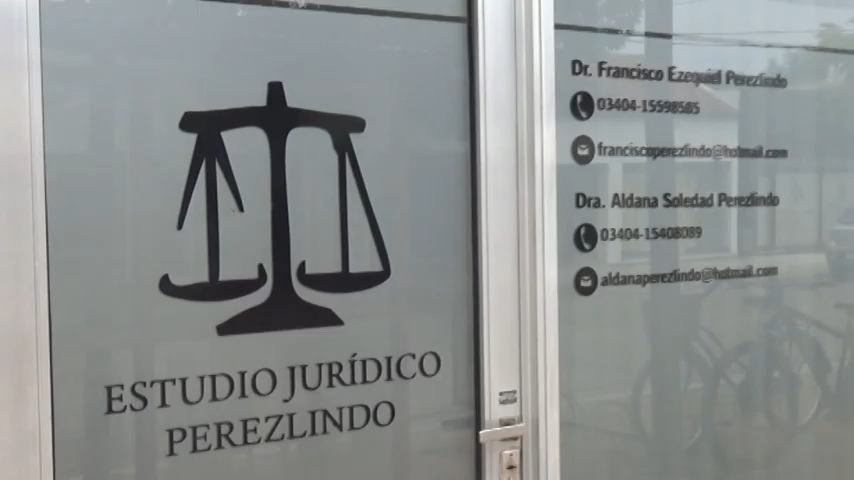 ESTUDIO JURÍDICO
PEREZLINDO
Dr. Francisco Ezequiel Perezlindo
03404-15598585
franciscoperezlindo@hotmail.com
Dra. Aldana Soledad Perezlindo
03404-15408089
aldanaperezlindo@hotmail.com